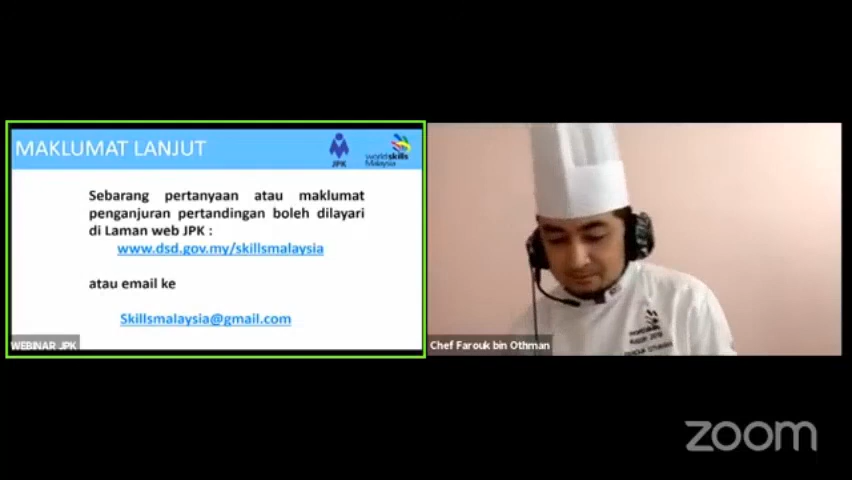 MAKLUMAT LANJUT
JPK
worldskills
Malaysia
Sebarang pertanyaan atau maklumat
penganjuran pertandingan boleh dilayari
di Laman web JPK :
www.dsd.gov.my/skillsmalaysia
atau email ke
Skillsmalaysia@gmail.com
WEBINAR JPK
Chef Farouk bin Othman
zoom